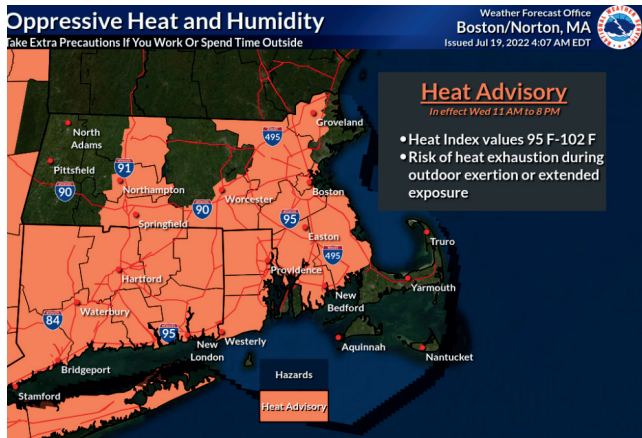 Oppressive Heat and Humidity
Take Extra Precautions If You Work Or Spend Time Outside
Weather Forecast Office
Boston/Norton, MA
Issued Jul 19, 2022 4:07 AM EDT
NATIONAL WEATHER SERVICE
Heat Advisory
In effect Wed 11 AM to 8 PM
•Heat Index values 95 F-102 F
•Risk of heat exhaustion during
outdoor exertion or extended
exposure
North
Adams
Groveland
495
Pittsfield
91
90
Northampton
Boston
Worcester
90
Springfield
95
Easton
Truro
495
Hartford
Providence
Yarmouth
New
Bedford
Waterbury
84
95
New
London
Westerly
Aquinnah
Nantucket
Bridgeport
Stamford
Hazards
Heat Advisory